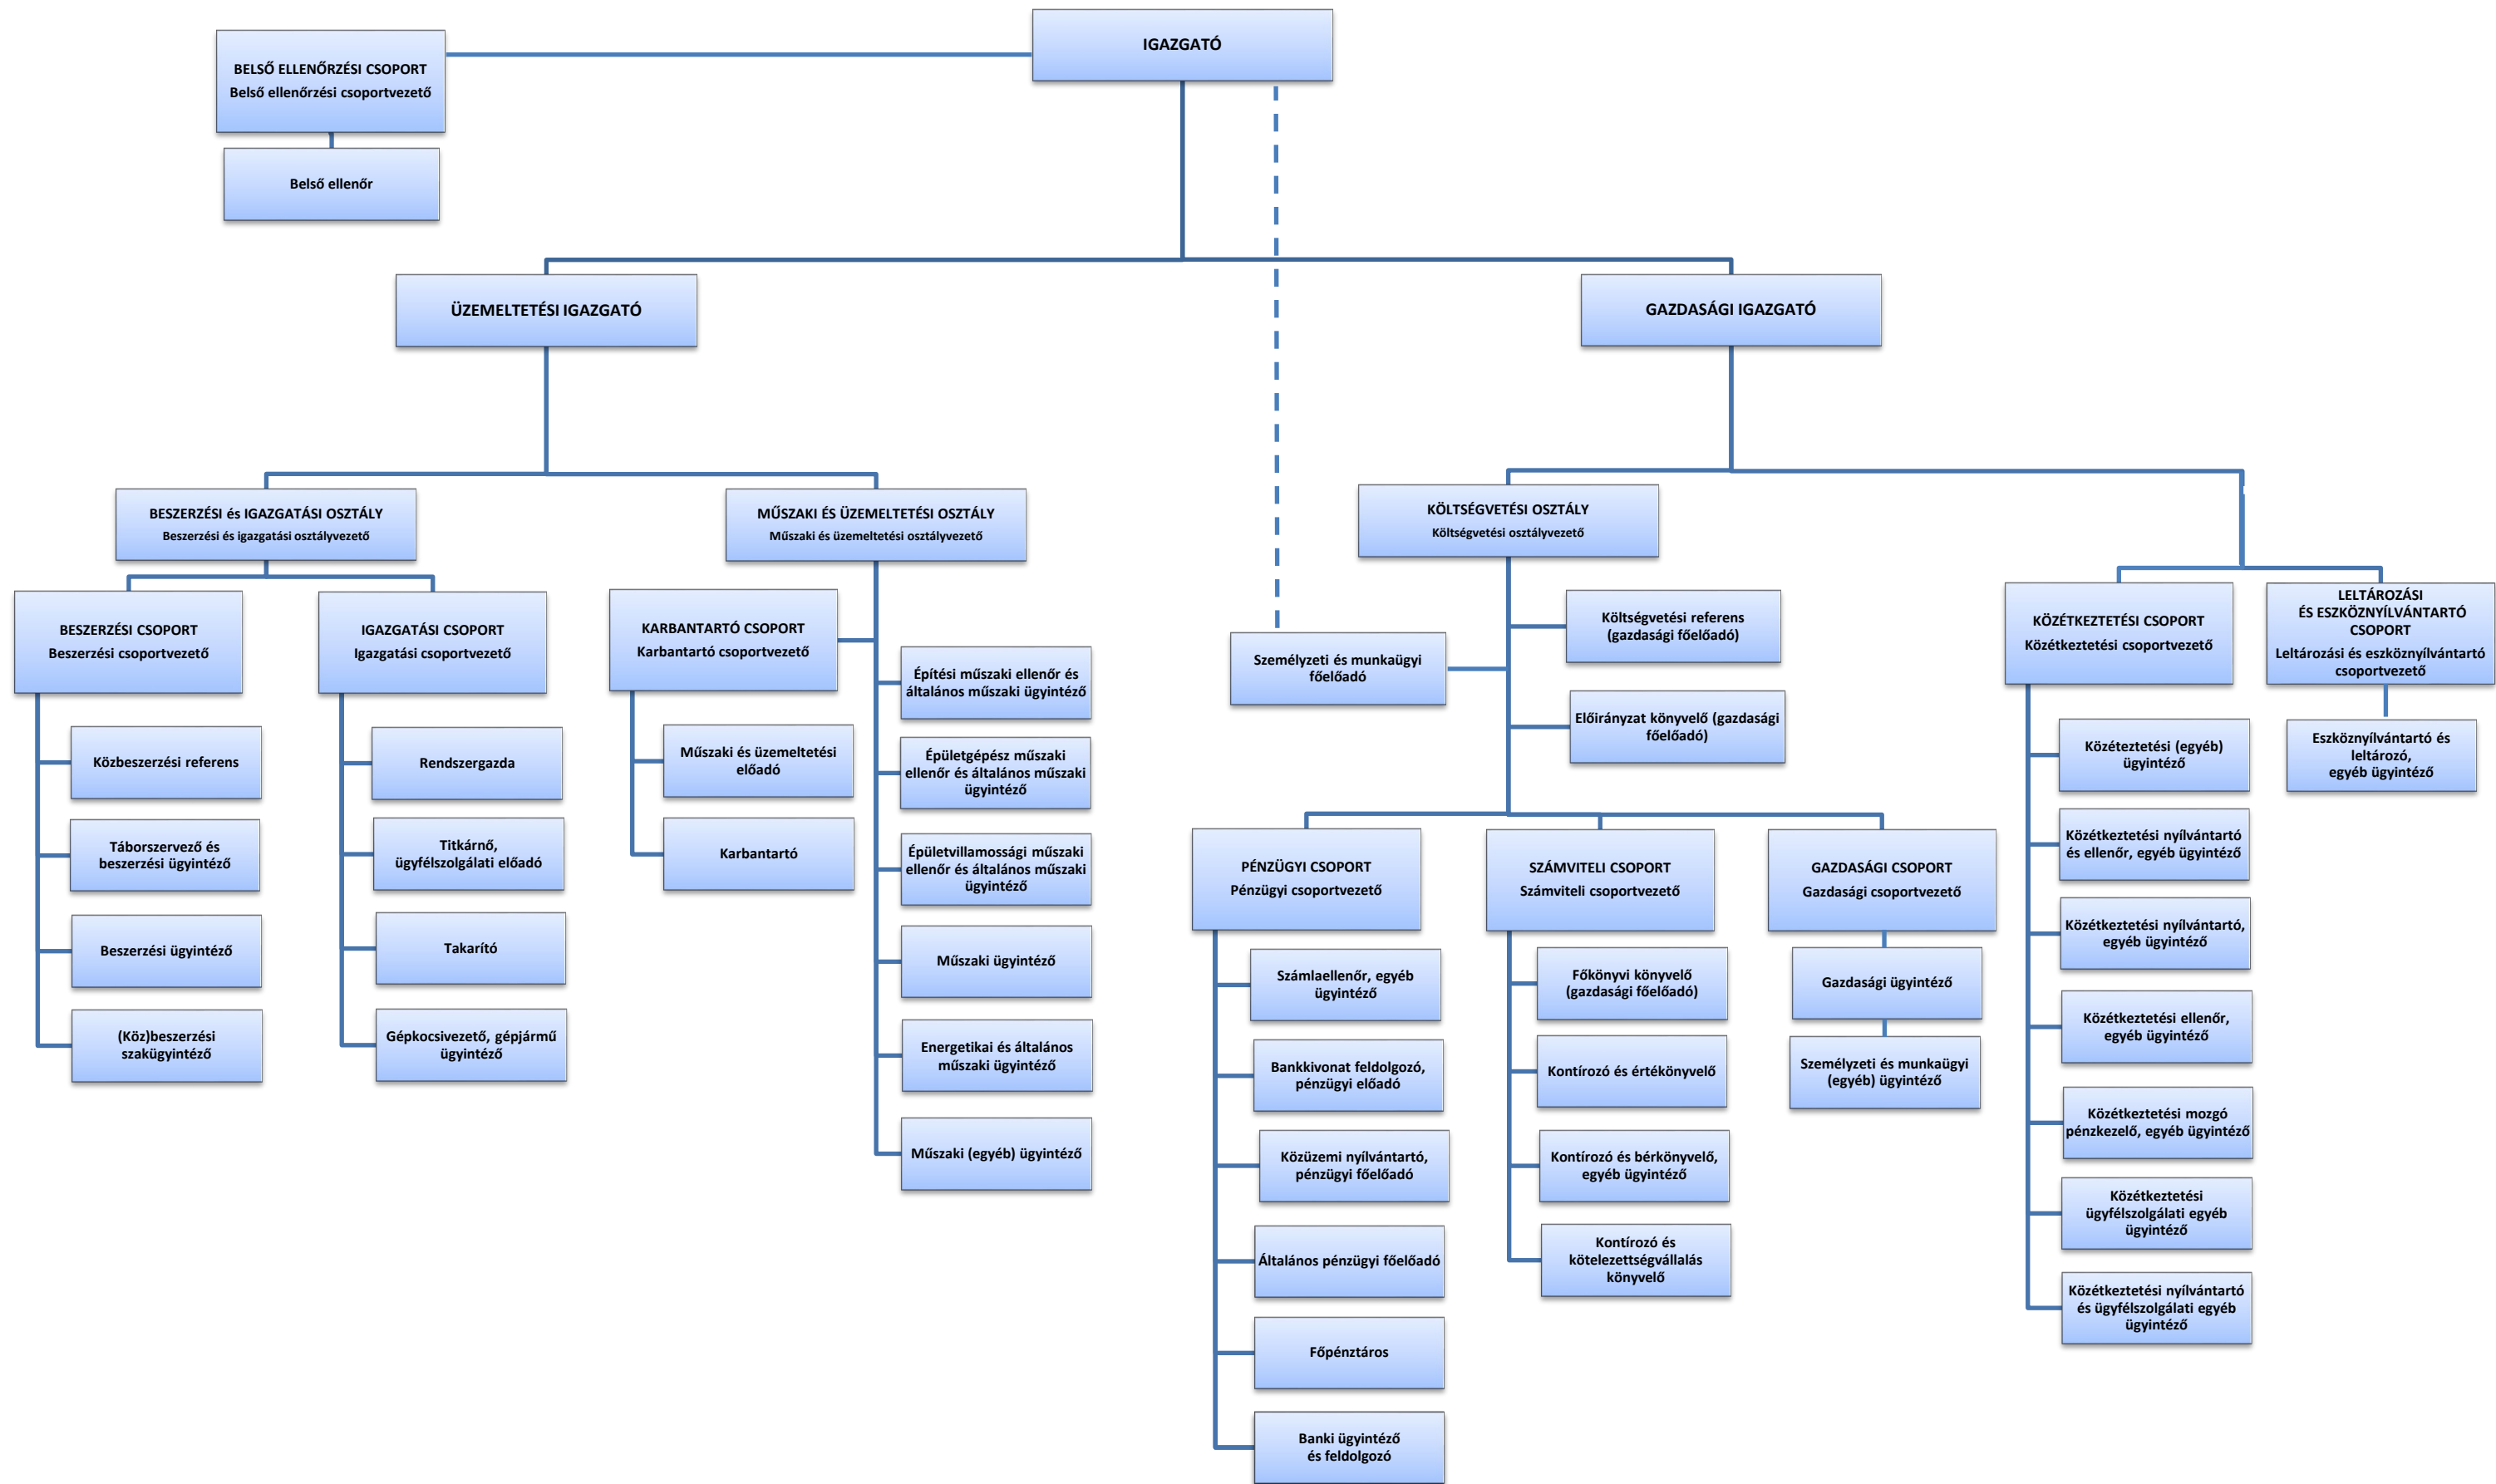 IGAZGATÓ
BELSŐ ELLENŐRZÉSI CSOPORT
Belső ellenőrzési csoportvezető
Belső ellenőr
ÜZEMELTETÉSI IGAZGATÓ
GAZDASÁGI IGAZGATÓ
BESZERZÉSI és IGAZGATÁSI OSZTÁLY
Beszerzési és igazgatási osztályvezető
MŰSZAKI ÉS ÜZEMELTETÉSI OSZTÁLY
Műszaki és üzemeltetési osztályvezető
KÖLTSÉGVETÉSI OSZTÁLY
Költségvetési osztályvezető
BESZERZÉSI CSOPORT
Beszerzési csoportvezető
Közbeszerzési referens
Táborszervező és
beszerzési ügyintéző
Beszerzési ügyintéző
(Köz)beszerzési
szakügyintéző
IGAZGATÁSI CSOPORT
Igazgatási csoportvezető
Rendszergazda
Titkárnő,
ügyfélszolgálati előadó
Takarító
Gépkocsivezető, gépjármű
ügyintéző
KARBANTARTÓ CSOPORT
Karbantartó csoportvezető
Műszaki és üzemeltetési
előadó
Karbantartó
Építési műszaki ellenőr és
általános műszaki ügyintéző
Épületgépész műszaki
ellenőr és általános műszaki
ügyintéző
Épületvillamossági műszaki
ellenőr és általános műszaki
ügyintéző
Műszaki ügyintéző
Energetikai és általános
műszaki ügyintéző
Műszaki (egyéb) ügyintéző
Személyzeti és munkaügyi
főelőadó
Költségvetési referens
(gazdasági főelőadó)
Előirányzat könyvelő (gazdasági
főelőadó)
PÉNZÜGYI CSOPORT
Pénzügyi csoportvezető
Számlaellenőr, egyéb
ügyintéző
Bankkivonat feldolgozó,
pénzügyi előadó
Közüzemi nyílvántartó,
pénzügyi főelőadó
Általános pénzügyi főelőadó
Főpénztáros
Banki ügyintéző
és feldolgozó
SZÁMVITELI CSOPORT
Számviteli csoportvezető
Főkönyvi könyvelő
(gazdasági főelőadó)
Kontírozó és értékönyvelő
Kontírozó és bérkönyvelő,
egyéb ügyintéző
Kontírozó és
kötelezettségvállalás
könyvelő
GAZDASÁGI CSOPORT
Gazdasági csoportvezető
Gazdasági ügyintéző
Személyzeti és munkaügyi
(egyéb) ügyintéző
KÖZÉTKEZTETÉSI CSOPORT
Közétkeztetési csoportvezető
Közéteztetési (egyéb)
ügyintéző
Közétkeztetési nyílvántartó
és ellenőr, egyéb ügyintéző
Közétkeztetési nyílvántartó,
egyéb ügyintéző
Közétkeztetési ellenőr,
egyéb ügyintéző
Közétkeztetési mozgó
pénzkezelő, egyéb ügyintéző
Közétkeztetési
ügyfélszolgálati egyéb
ügyintéző
Közétkeztetési nyílvántartó
és ügyfélszolgálati egyéb
ügyintéző
LELTÁROZÁSI
ÉS ESZKÖZNYÍLVÁNTARTÓ
CSOPORT
Leltározási és eszköznyílvántartó
csoportvezető
Eszköznyílvántartó és
leltározó,
egyéb ügyintéző